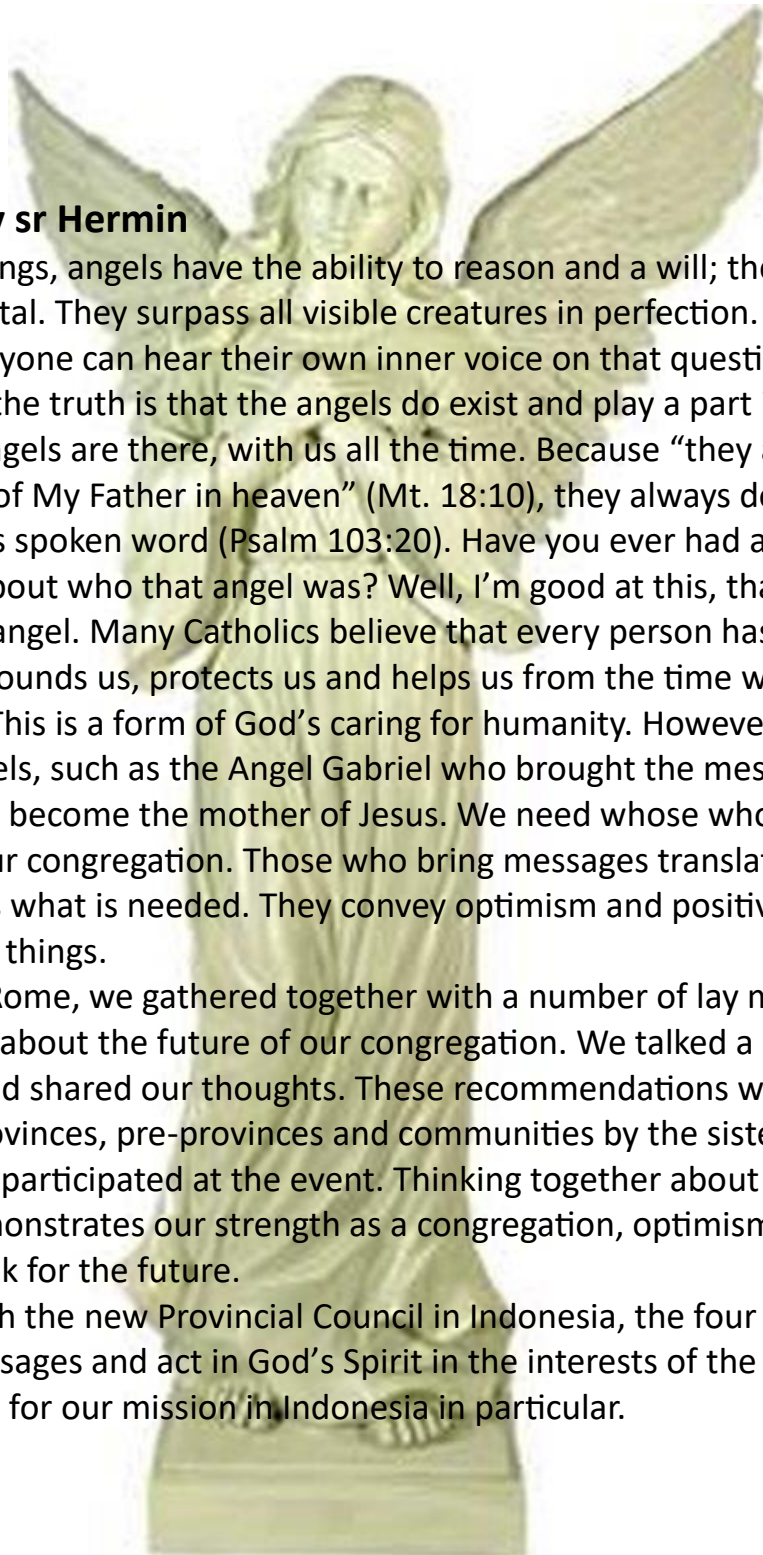 y sr Hermin
ngs, angels have the ability to reason and a will; the
tal. They surpass all visible creatures in perfection.
yone can hear their own inner voice on that questi
the truth is that the angels do exist and play a part
ngels are there, with us all the time. Because “they a
of My Father in heaven” (Mt. 18:10), they always do
s spoken word (Psalm 103:20). Have you ever had a
bout who that angel was? Well, I’m good at this, tha
angel. Many Catholics believe that every person has
ounds us, protects us and helps us from the time w
This is a form of God’s caring for humanity. Howeve
els, such as the Angel Gabriel who brought the mes
become the mother of Jesus. We need whose who
ur congregation. Those who bring messages translat
s what is needed. They convey optimism and positiv
things.
Rome, we gathered together with a number of lay m
about the future of our congregation. We talked a
d shared our thoughts. These recommendations w
ovinces, pre-provinces and communities by the siste
participated at the event. Thinking together about
nonstrates our strength as a congregation, optimism
k for the future.
h the new Provincial Council in Indonesia, the four
sages and act in God’s Spirit in the interests of the
for our mission in Indonesia in particular.